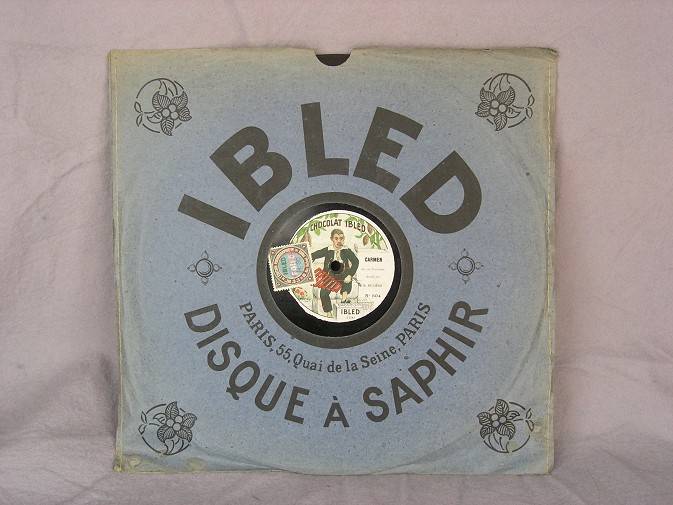 IBLED
CHOCOLAT IBLED
CARMEN
N° 
IBLED
PARIS, 55, Quai de la Seine, PARIS
DISQUE À SAPHIR